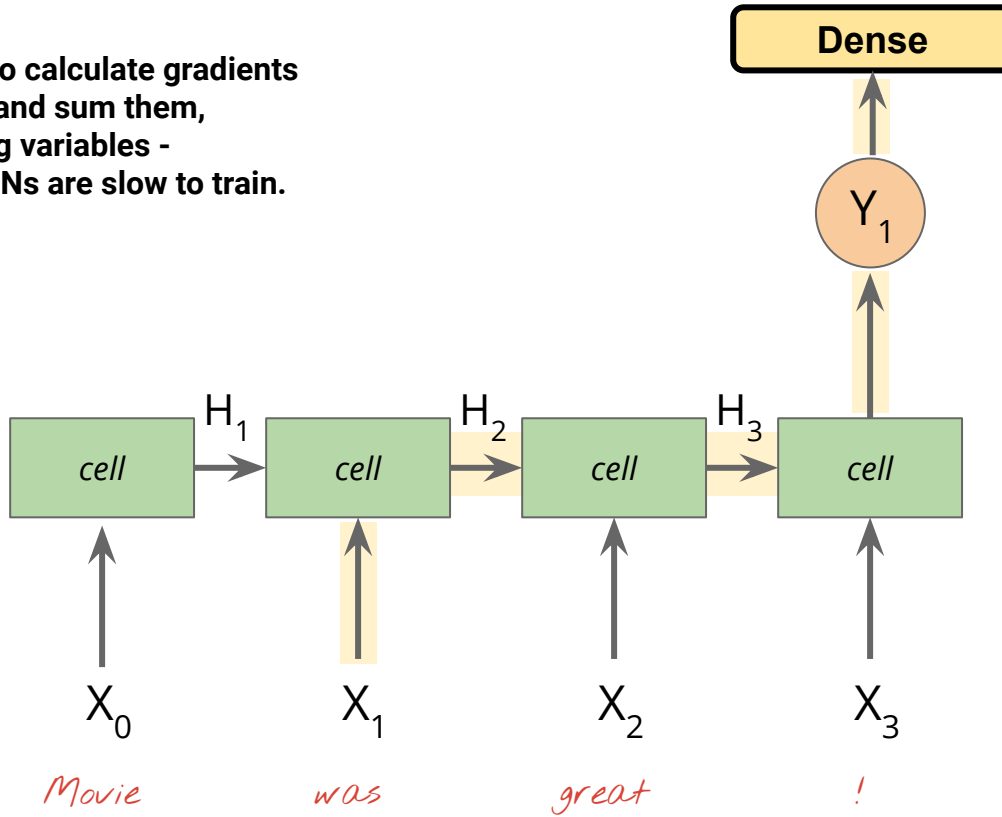 Dense
o calculate gradients
and sum them,
g variables -
Ns are slow to train.
Y1
H1 H2 H3
cell cell cell cell
X0 X1 X2 X3
Movie was great !